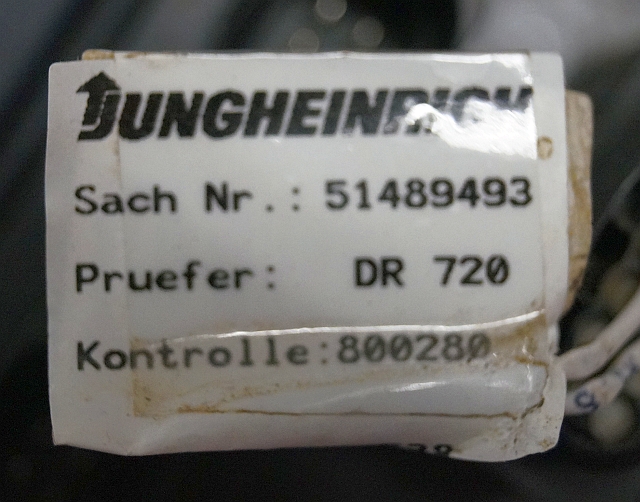 JUNGHEINRICH
Sach Nr.: 51489493
Pruefer: DR 720
Kontrolle:800280